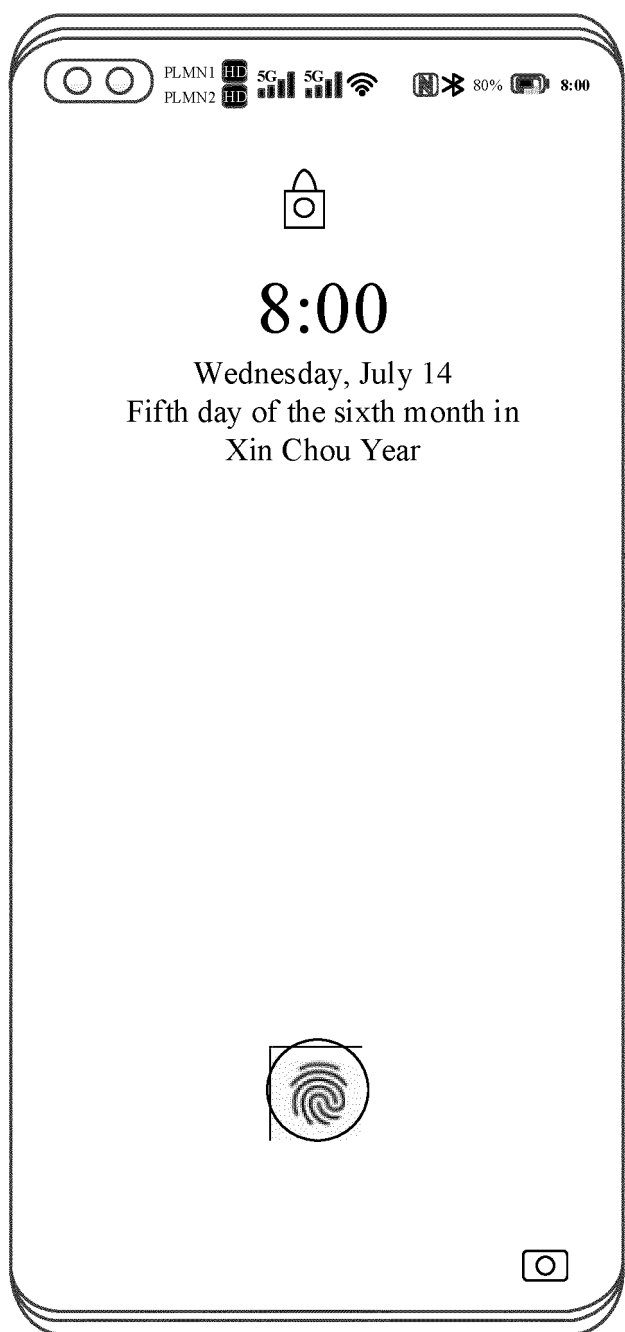 PLMN1 HD 5G 5G N 80% 8:00
PLMN2 HD
8:00
Wednesday, July 14
Fifth day of the sixth month in
Xin Chou Year